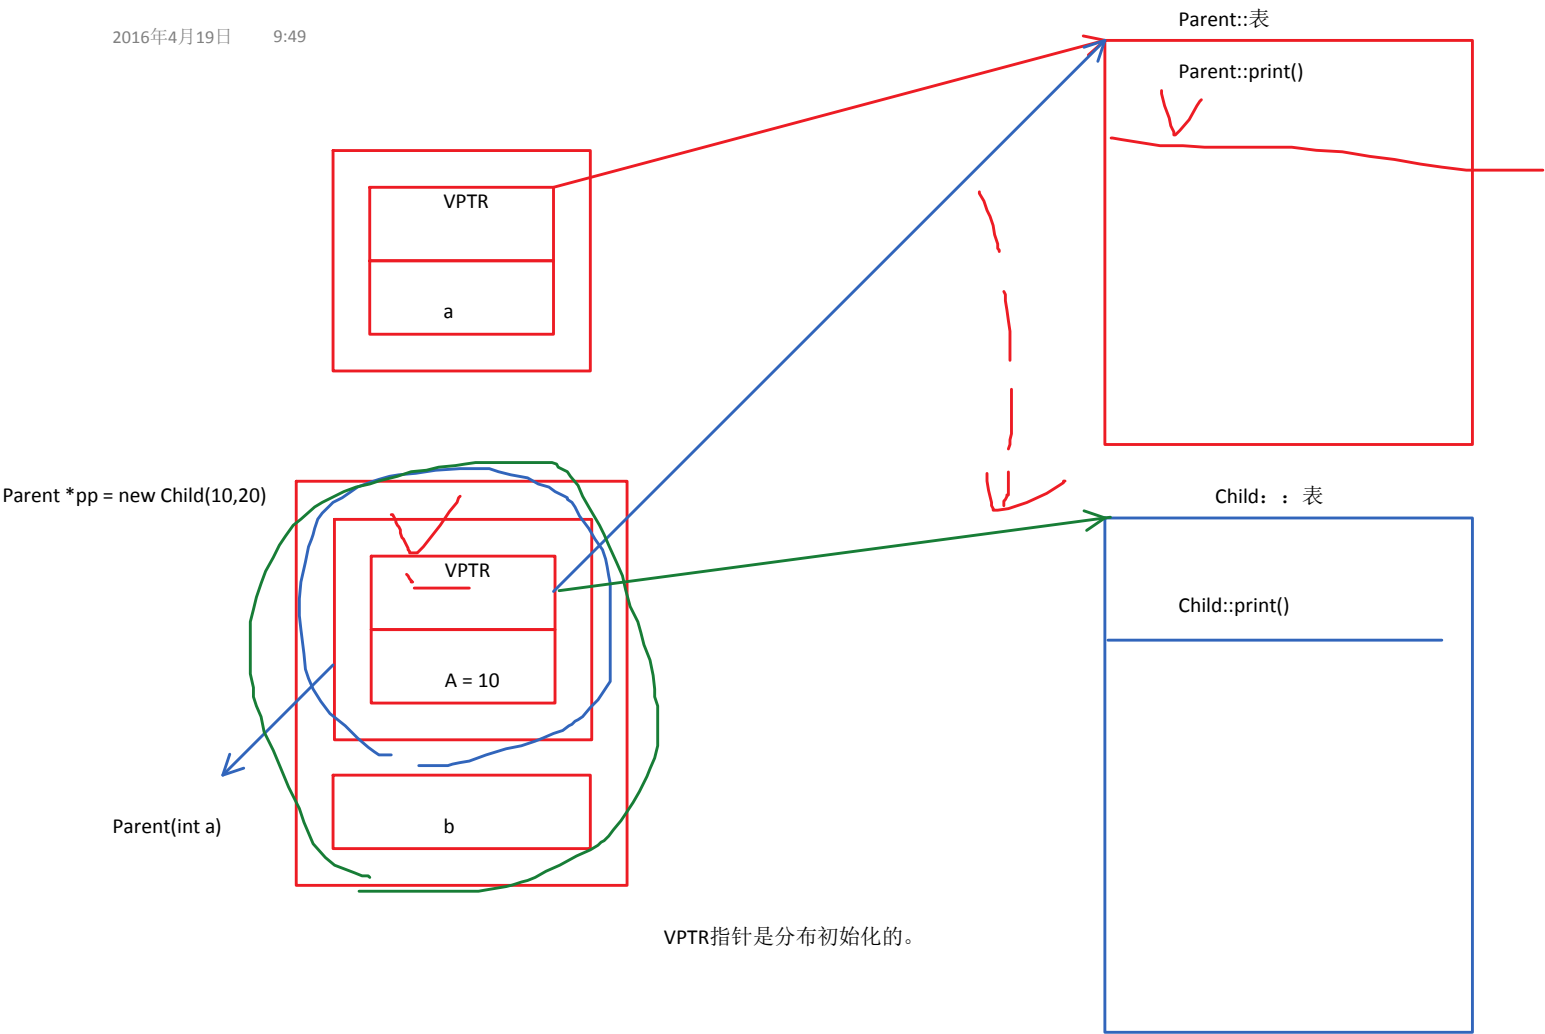 2016年4月19日 9:49
Parent::表
Parent::print()
VPTR
a
Parent *pp = new Child(10,20)
Child：：表
VPTR
Child::print()
A = 10
Parent(int a)
b
VPTR指针是分布初始化的。